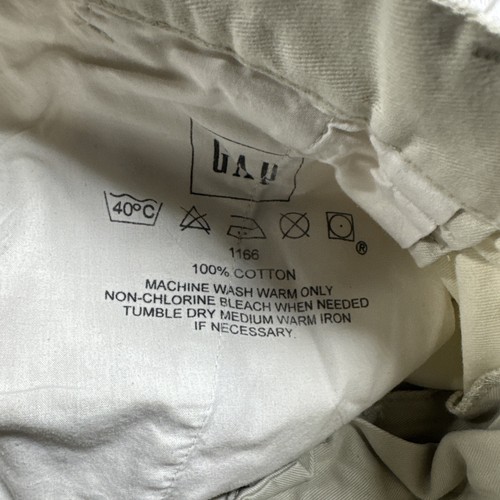 GAP
40°C
®
1166
100% COTTON
MACHINE WASH WARM ONLY
NON-CHLORINE BLEACH WHEN NEEDED
TUMBLE DRY MEDIUM WARM IRON
IF NECESSARY.